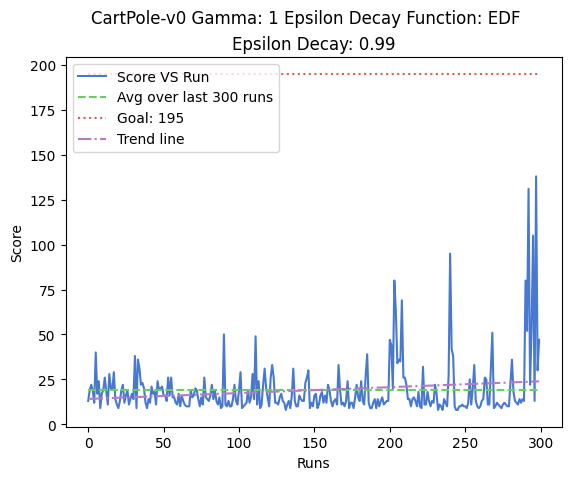 CartPole-v0 Gamma: 1 Epsilon Decay Function: EDF
Epsilon Decay: 0.99
Score VS Run
Avg over last 300 runs
Goal: 195
Trend line
200
175
150
125
100
75
50
25
0
Score
0 50 100 150 200 250 300
Runs